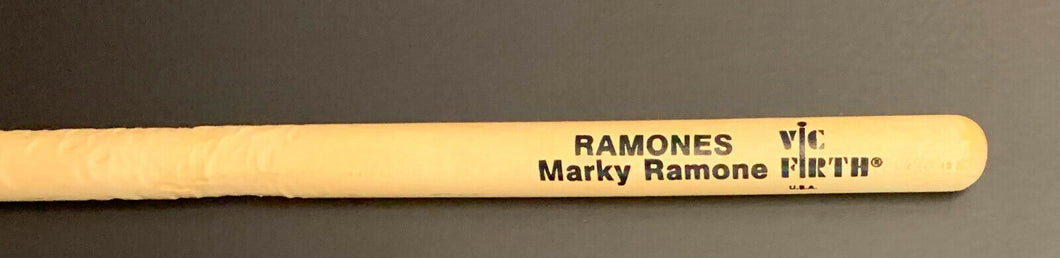 RAMONES
Marky Ramone
VIC
FIRTH®
U.S.A.